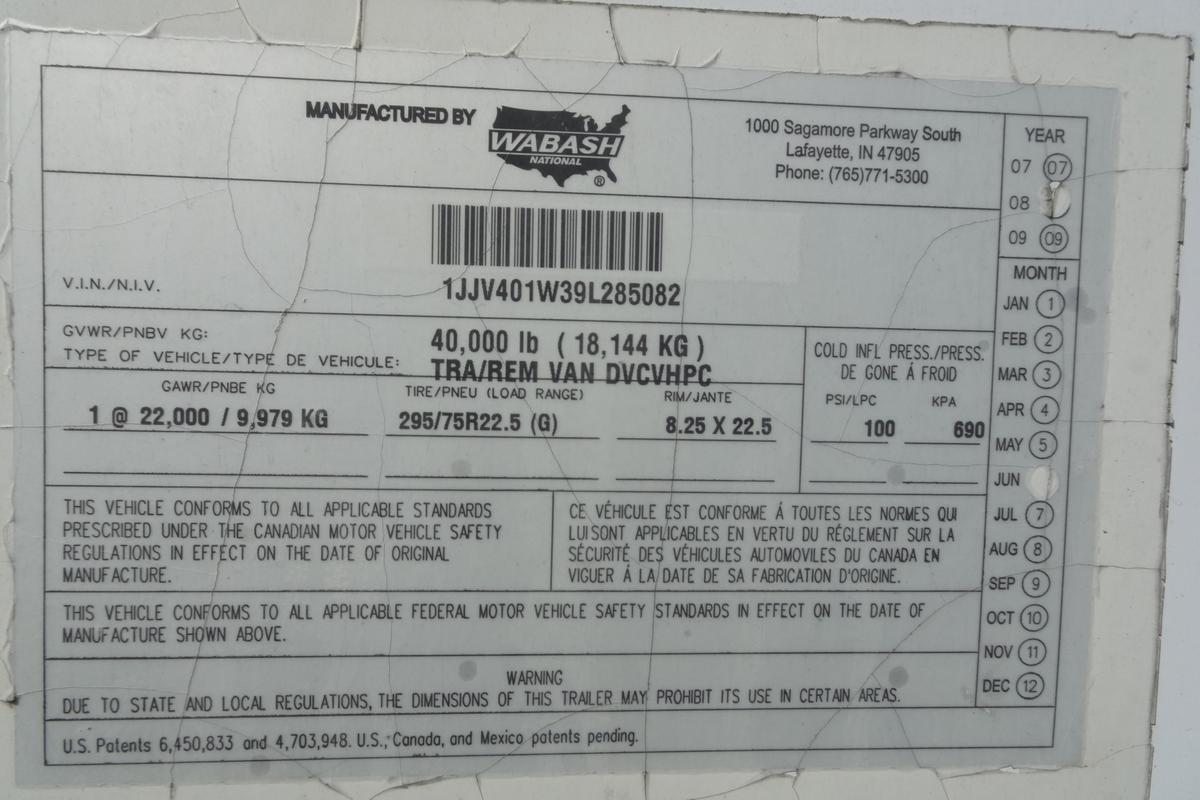 MANUFACTURED BY
WABASH
NATIONAL
®
1000 Sagamore Parkway South
Lafayette, IN 47905
Phone: (765)771-5300
V.I.N./N.I.V.
1JJV401W39L285082
GVWR/PNBV KG:
40,000 lb ( 18,144 KG )
TYPE OF VEHICLE/TYPE DE VEHICULE:
TRA/REM VAN DVCVHPC
GAWR/PNBE KG
TIRE/PNEU (LOAD RANGE)
RIM/JANTE
1 @ 22,000 / 9,979 KG
295/75R22.5 (G)
8.25 X 22.5
COLD INFL PRESS./PRESS.
DE GONE Á FROID
PSI/LPC KPA
100 690
THIS VEHICLE CONFORMS TO ALL APPLICABLE STANDARDS
PRESCRIBED UNDER THE CANADIAN MOTOR VEHICLE SAFETY
REGULATIONS IN EFFECT ON THE DATE OF ORIGINAL
MANUFACTURE.
CE VÉHICULE EST CONFORME Á TOUTES LES NORMES QUI
LUISONT APPLICABLES EN VERTU DU RÉGLEMENT SUR LA
SÉCURITÉ DES VÉHICULES AUTOMOVILES DU CANADA EN
VIGUER Á LA DATE DE SA FABRICATION D'ORIGINE.
THIS VEHICLE CONFORMS TO ALL APPLICABLE FEDERAL MOTOR VEHICLE SAFETY STANDARDS IN EFFECT ON THE DATE OF
MANUFACTURE SHOWN ABOVE.
WARNING
DUE TO STATE AND LOCAL REGULATIONS, THE DIMENSIONS OF THIS TRAILER MAY PROHIBIT ITS USE IN CERTAIN AREAS.
U.S. Patents 6,450,833 and 4,703,948. U.S., Canada, and Mexico patents pending.
YEAR
07 07
08
09 09
MONTH
JAN 1
FEB 2
MAR 3
APR 4
MAY 5
JUN
JUL 7
AUG 8
SEP 9
OCT 10
NOV 11
DEC 12